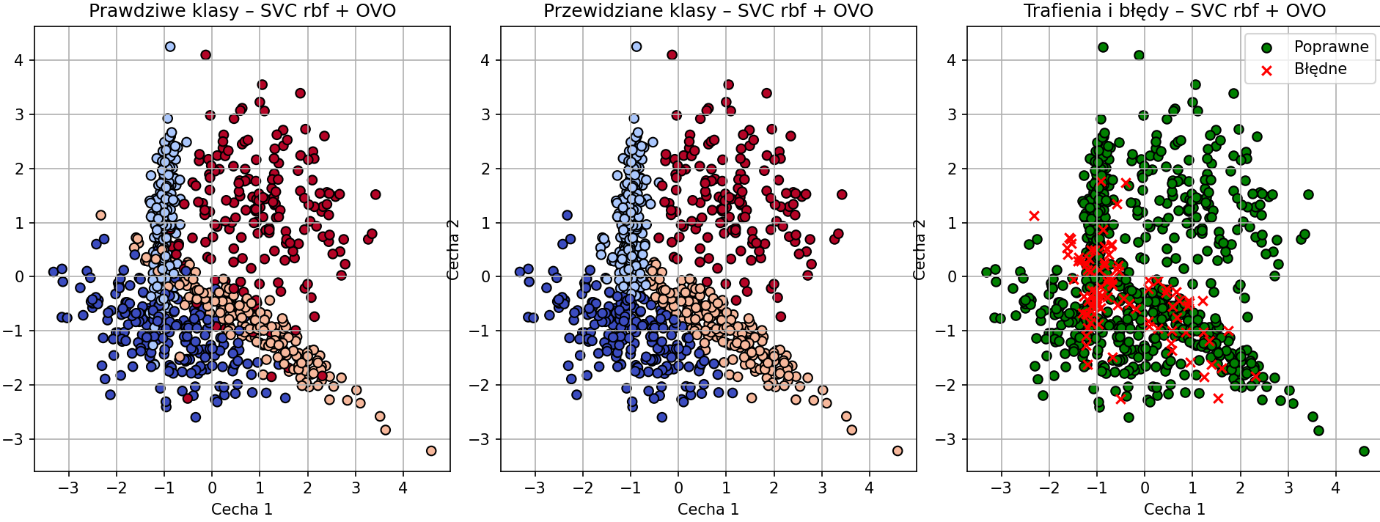 Prawdziwe klasy – SVC rbf + OVO
4
3
2
1
0
−1
−2
−3
−3 −2 −1 0 1 2 3 4
Cecha 1
Przewidziane klasy – SVC rbf + OVO
Cecha 2
4
3
2
1
0
−1
−2
−3
−3 −2 −1 0 1 2 3 4
Cecha 1
Trafienia i błędy – SVC rbf + OVO
Cecha 2
4
3
2
1
0
−1
−2
−3
−3 −2 −1 0 1 2 3 4
Cecha 1
Poprawne
Błędne